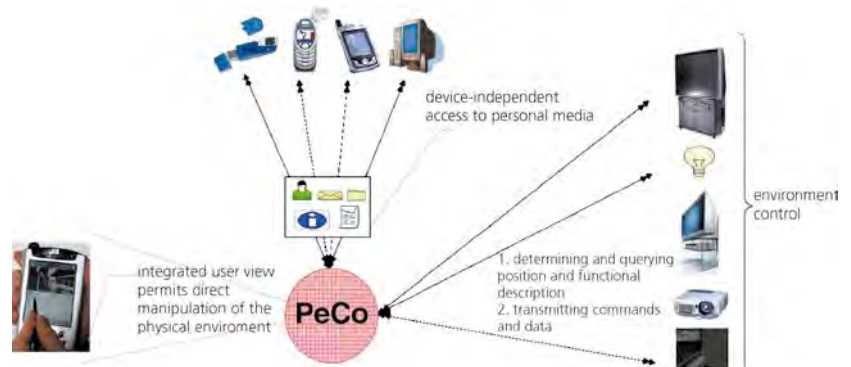 device-independent
access to personal media
environment
control
integrated user view
permits direct
manipulation of the
physical enviroment
PeCo
1. determining and querying
position and functional
description
2. transmitting commands
and data